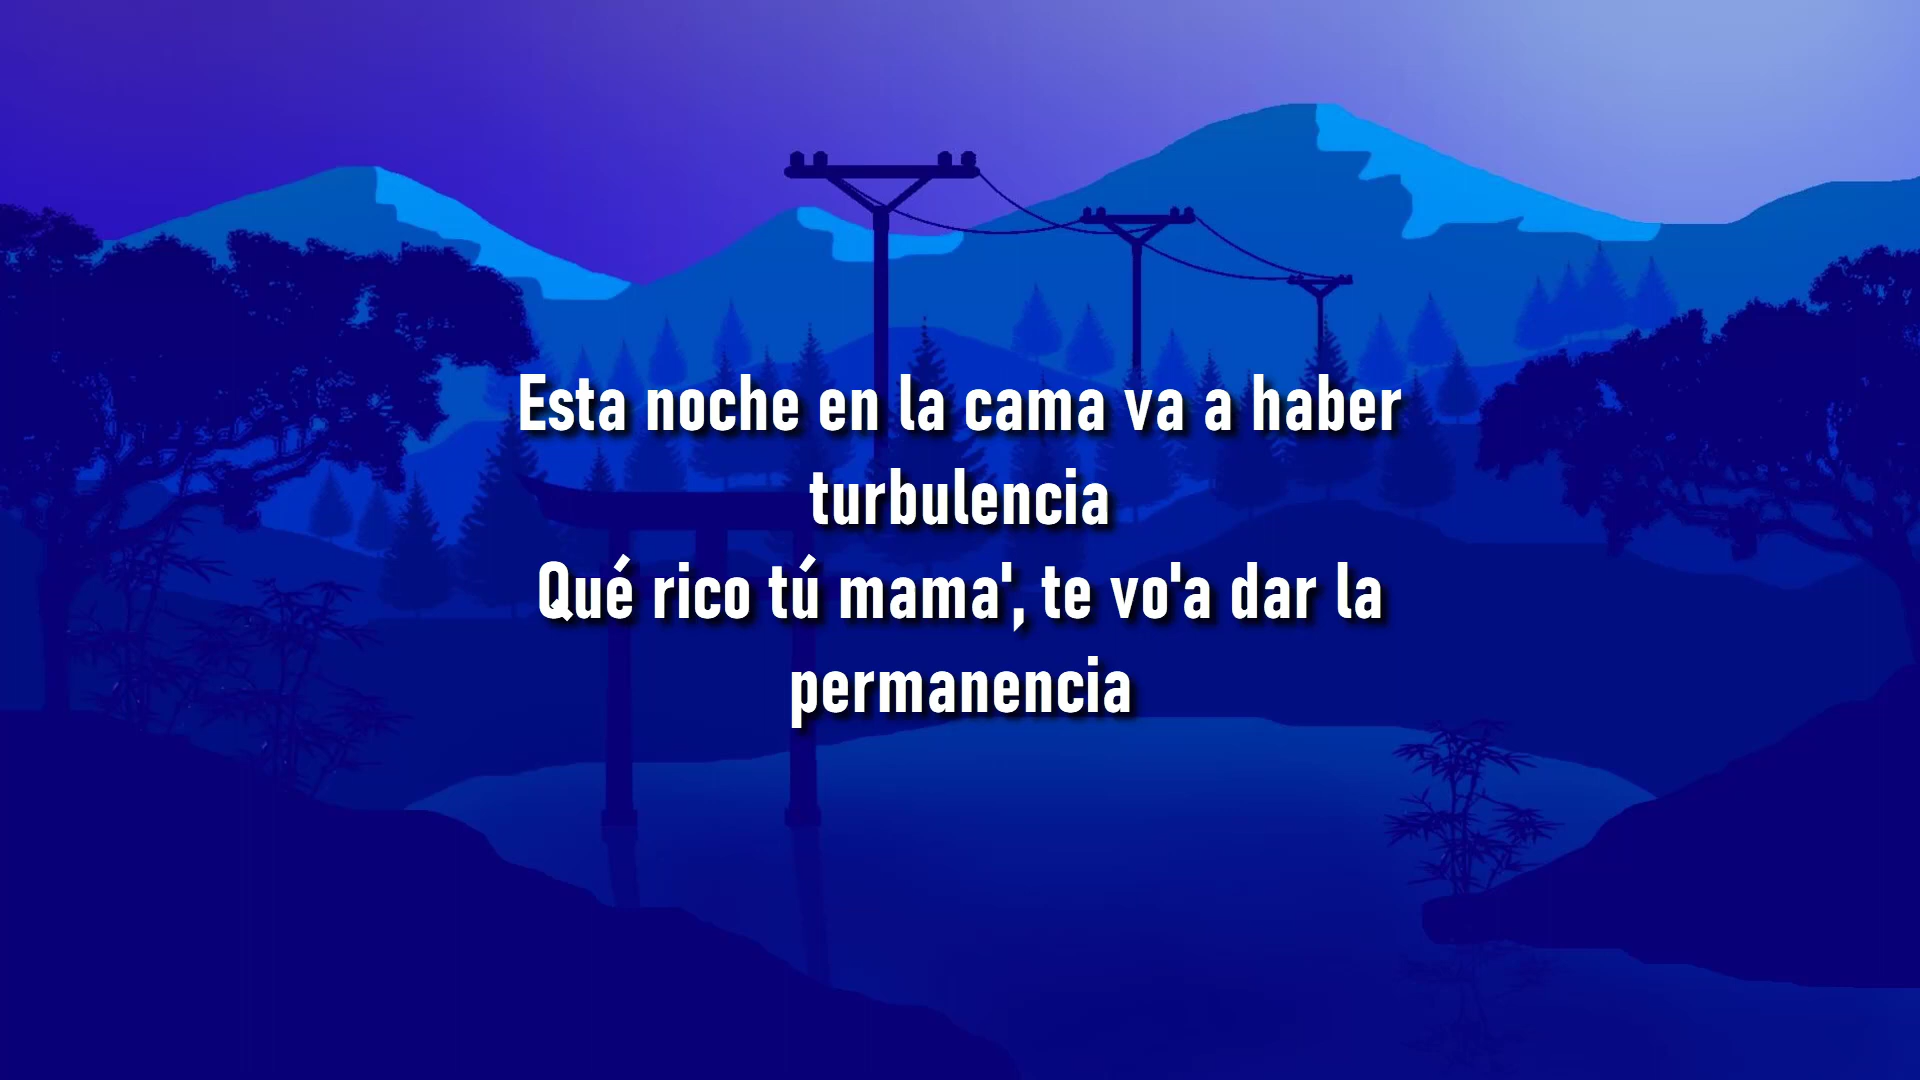 Esta noche en la cama va a haber
turbulencia
Qué rico tú mama', te vo'a dar la
permanencia